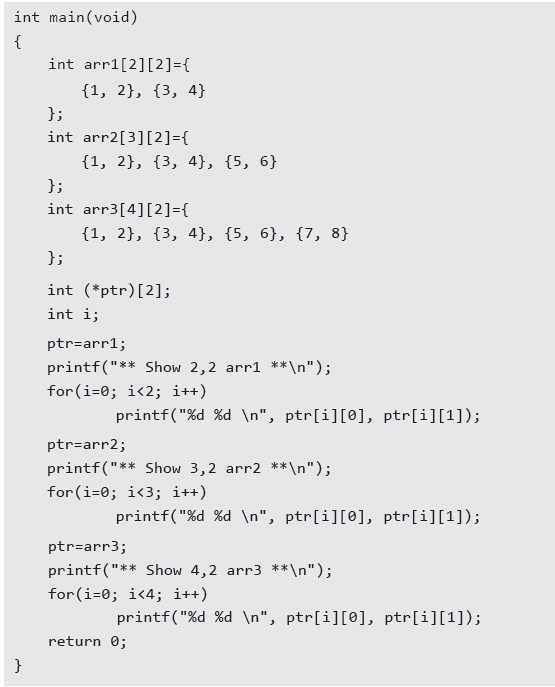 int main(void)
{
    int arr1[2][2]={
        {1, 2}, {3, 4}
    };
    int arr2[3][2]={
        {1, 2}, {3, 4}, {5, 6}
    };
    int arr3[4][2]={
        {1, 2}, {3, 4}, {5, 6}, {7, 8}
    };
    int (*ptr)[2];
    int i;
    ptr=arr1;
    printf("** Show 2,2 arr1 **\n");
    for(i=0; i<2; i++)
            printf("%d %d \n", ptr[i][0], ptr[i][1]);
    ptr=arr2;
    printf("** Show 3,2 arr2 **\n");
    for(i=0; i<3; i++)
            printf("%d %d \n", ptr[i][0], ptr[i][1]);
    ptr=arr3;
    printf("** Show 4,2 arr3 **\n");
    for(i=0; i<4; i++)
            printf("%d %d \n", ptr[i][0], ptr[i][1]);
    return 0;
}